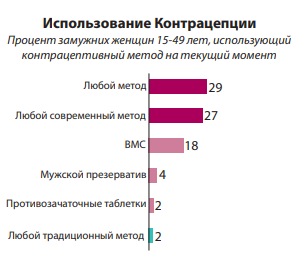 Использование Контрацепции
Процент замужних женщин 15-49 лет, использующий
контрацептивный метод на текущий момент
Любой метод 29
Любой современный метод 27
ВМС 18
Мужской презерватив 4
Противозачаточные таблетки 2
Любой традиционный метод 2